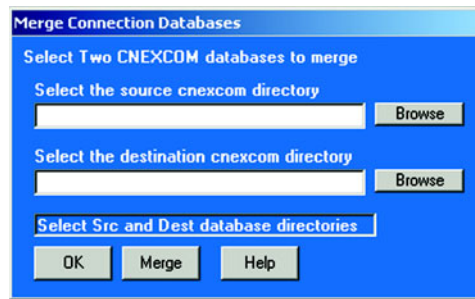 Merge Connection Databases
Select Two CNEXCOM databases to merge
Select the source cnexcom directory
Browse
Select the destination cnexcom directory
Browse
Select Src and Dest database directories
OK Merge Help